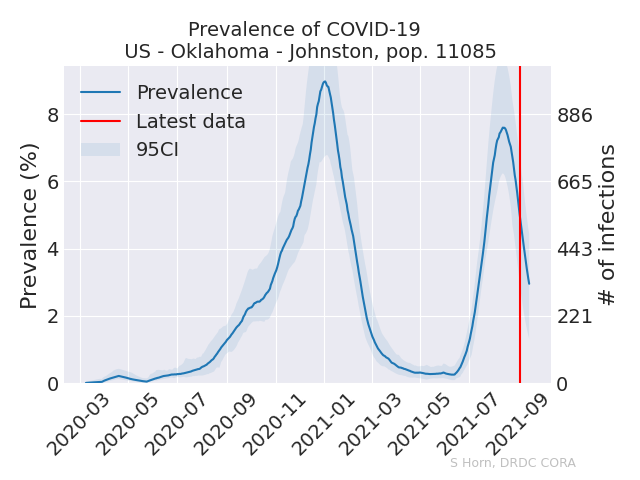 Prevalence of COVID-19
US - Oklahoma - Johnston, pop. 11085
Prevalence
Latest data
95CI
Prevalence (%)
8
6
4
2
0
# of infections
886
665
443
221
0
2020-03
2020-05
2020-07
2020-09
2020-11
2021-01
2021-03
2021-05
2021-07
2021-09
S Horn, DRDC CORA